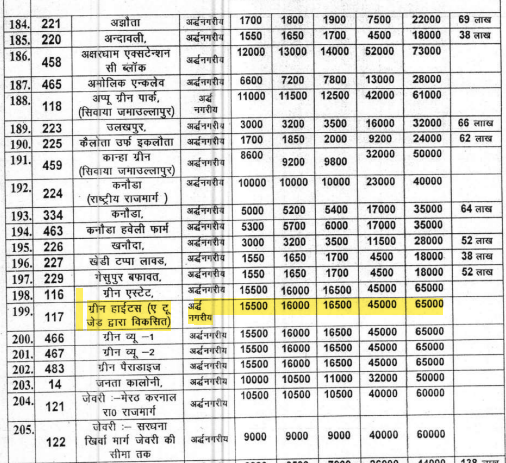 184. 221 अझौता अर्द्धनगरीय 1700 1800 1900 7500 22000 69 लाख
185. 220 अन्दावली, अर्द्धनगरीय 1550 1650 1700 4500 18000 38 लाख
186. 458 अक्षरधाम एक्सटेन्शन सी ब्लॉक अर्द्धनगरीय 12000 13000 14000 52000 73000
187. 465 अमोलिक एन्कलेव अर्द्धनगरीय 6600 7200 7800 13000 28000
188. 118 अप्पू ग्रीन पार्क, (सिवाया जमाउल्लापुर) अर्द्ध नगरीय 11000 11500 12500 42000 61000
189. 223 उलखपुर, अर्द्धनगरीय 3000 3200 3500 16000 32000 66 लाख
190. 225 कैलोता उर्फ इकलौता अर्द्धनगरीय 1700 1850 2000 9200 24000 62 लाख
191. 459 कान्हा ग्रीन (सिवाया जमाउल्लापुर) अर्द्धनगरीय 8600 9200 9800 32000 50000
192. 224 कनौडा (राष्ट्रीय राजमार्ग) अर्द्धनगरीय 10000 10000 10000 23000 40000
193. 334 कनौडा, अर्द्धनगरीय 5000 5200 5400 17000 35000 64 लाख
194. 463 कनौडा हवेली फार्म अर्द्धनगरीय 5300 5700 6000 17000 35000
195. 226 खनौदा, अर्द्धनगरीय 3000 3200 3500 11500 28000 52 लाख
196. 227 खेडी टप्पा लावड, अर्द्धनगरीय 1550 1650 1700 4500 18000 38 लाख
197. 229 गेसुपुर बफावत, अर्द्धनगरीय 1550 1650 1700 4500 18000 52 लाख
198. 116 ग्रीन एस्टेट, अर्द्धनगरीय 15500 16000 16500 45000 65000
199. 117 ग्रीन हाईटस (ए टू जेड द्वारा विकसित) अर्द्ध नगरीय 15500 16000 16500 45000 65000
200. 466 ग्रीन व्यू -1 अर्द्धनगरीय 15500 16000 16500 45000 65000
201. 467 ग्रीन व्यू -2 अर्द्धनगरीय 15500 16000 16500 45000 65000
202. 483 ग्रीन पैराडाइज अर्द्धनगरीय 15500 16000 16500 45000 65000
203. 14 जनता कालोनी, अर्द्धनगरीय 10000 10500 11000 32000 50000
204. 121 जेवरी :–मेरठ करनाल रा0 राजमार्ग अर्द्धनगरीय 10500 10500 10500 40000 60000
205. 122 जेवरी :– सरधना खिर्वा मार्ग जेवरी की सीमा तक अर्द्धनगरीय 9000 9000 9000 40000 60000